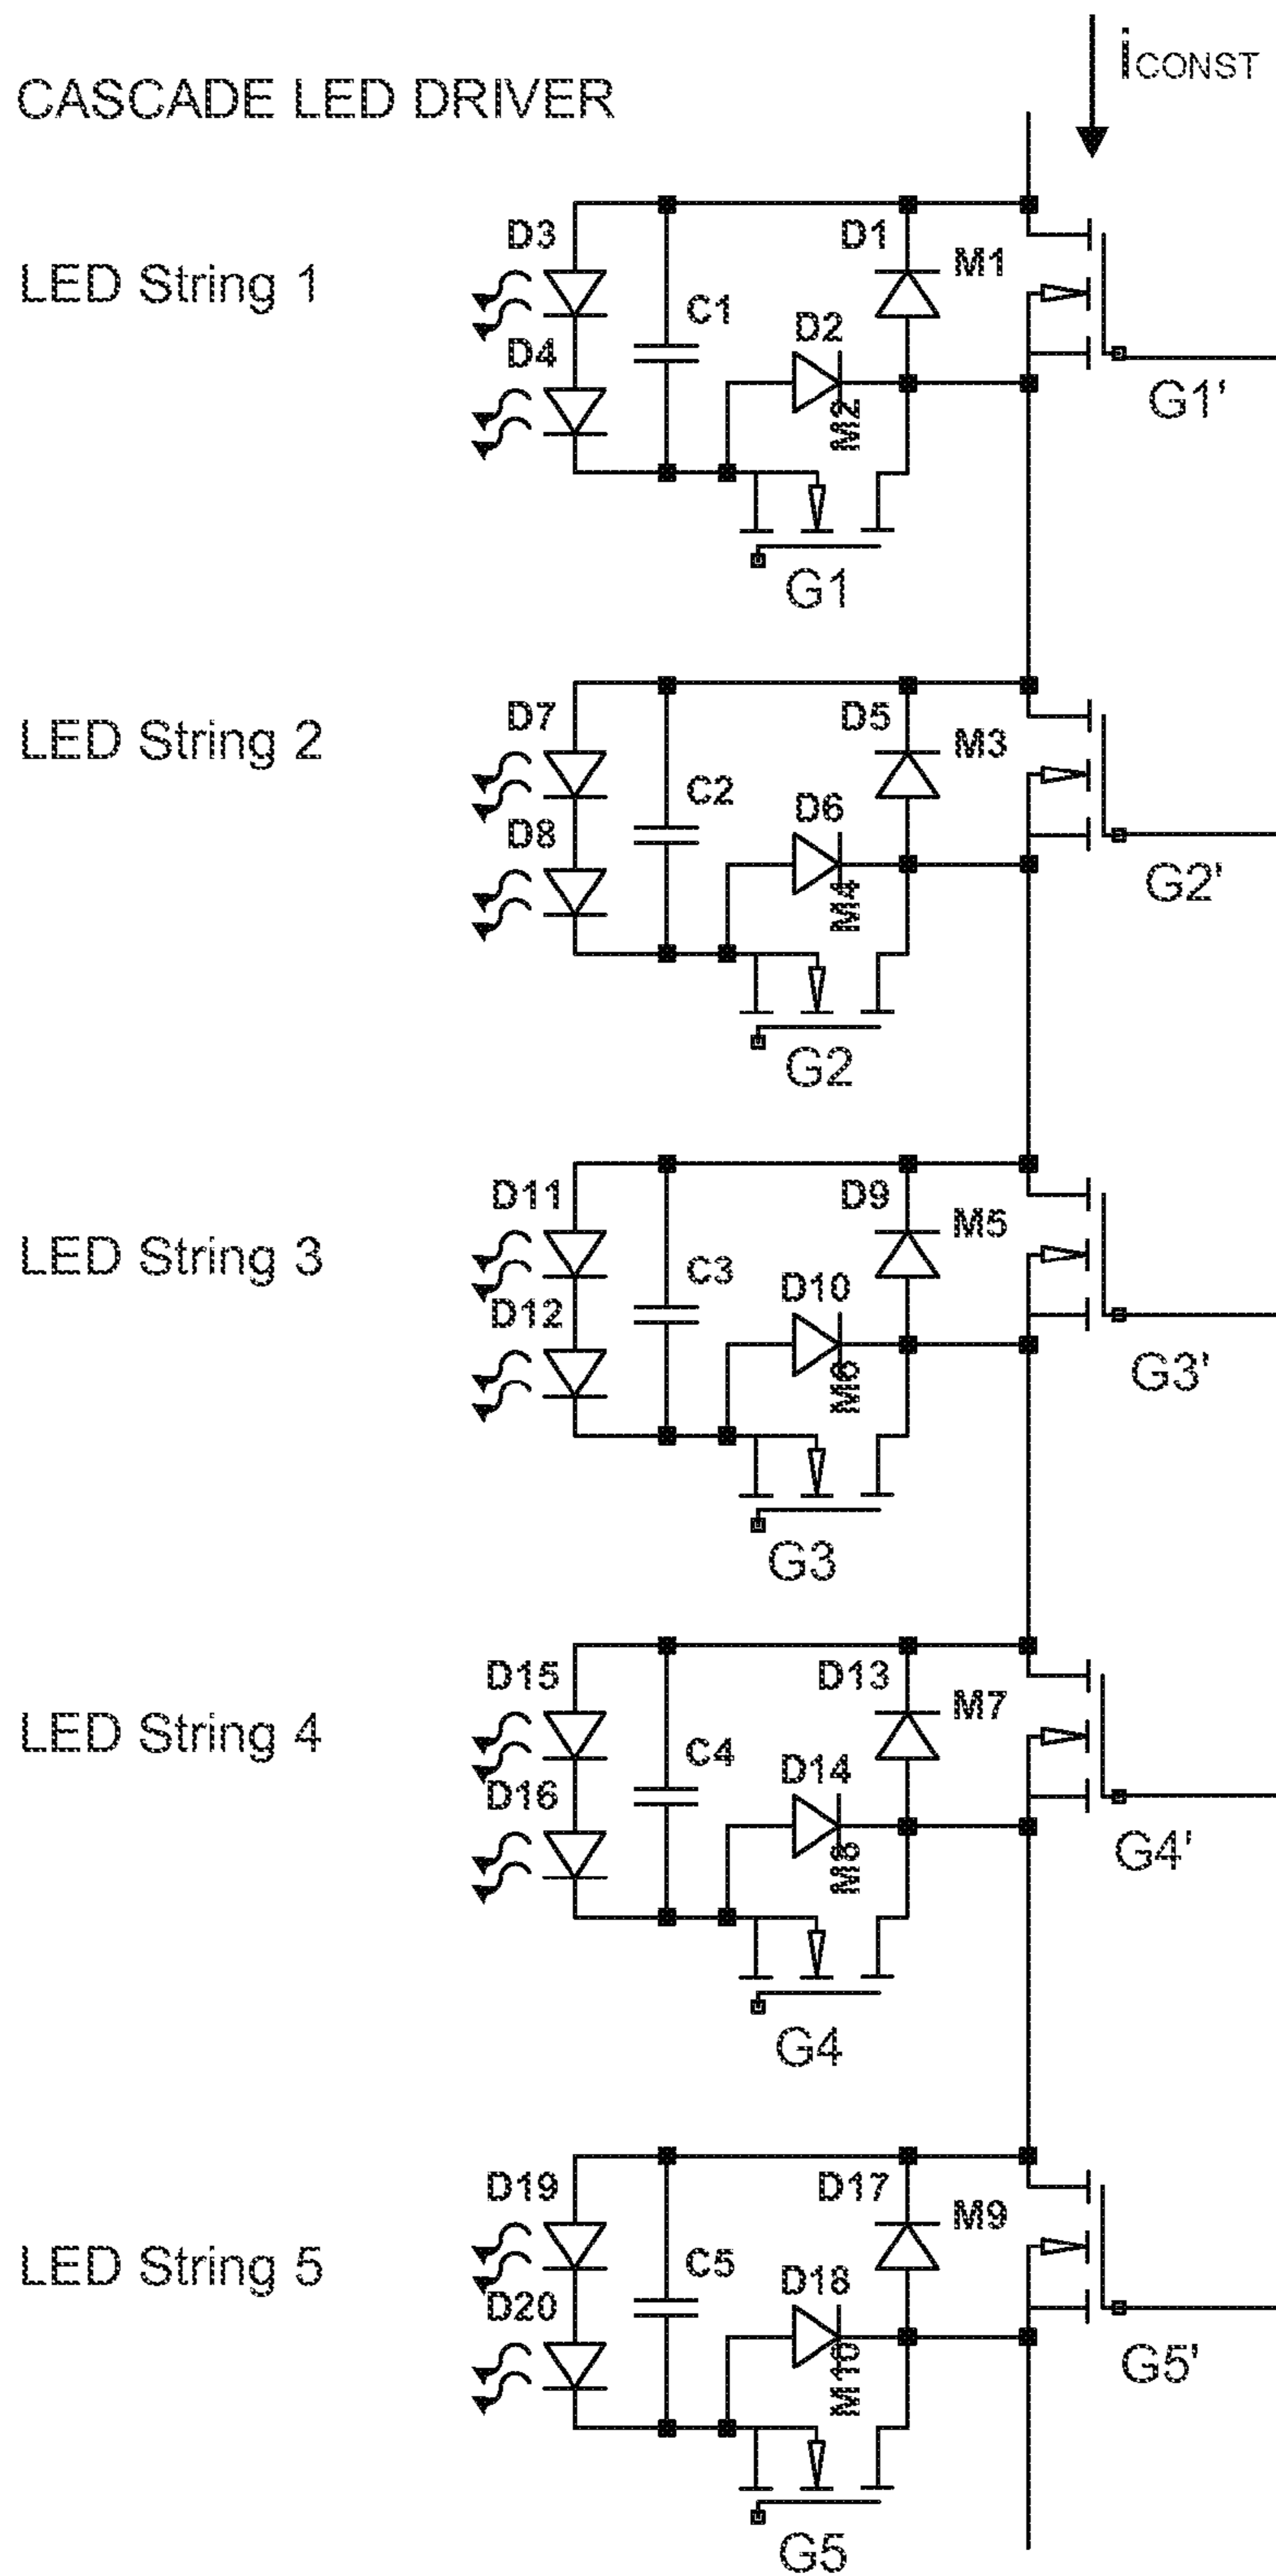 iCONST
CASCADE LED DRIVER
D3
D1
M1
LED String 1
C1
D2
D4
M2
G1'
G1
D7
D5
M3
LED String 2
C2
D6
D8
M4
G2'
G2
D11
D9
M5
LED String 3
C3
D10
D12
M6
G3'
G3
D15
D13
M7
LED String 4
C4
D14
D16
M8
G4'
G4
D19
D17
M9
LED String 5
C5
D18
D20
M10
G5'
G5